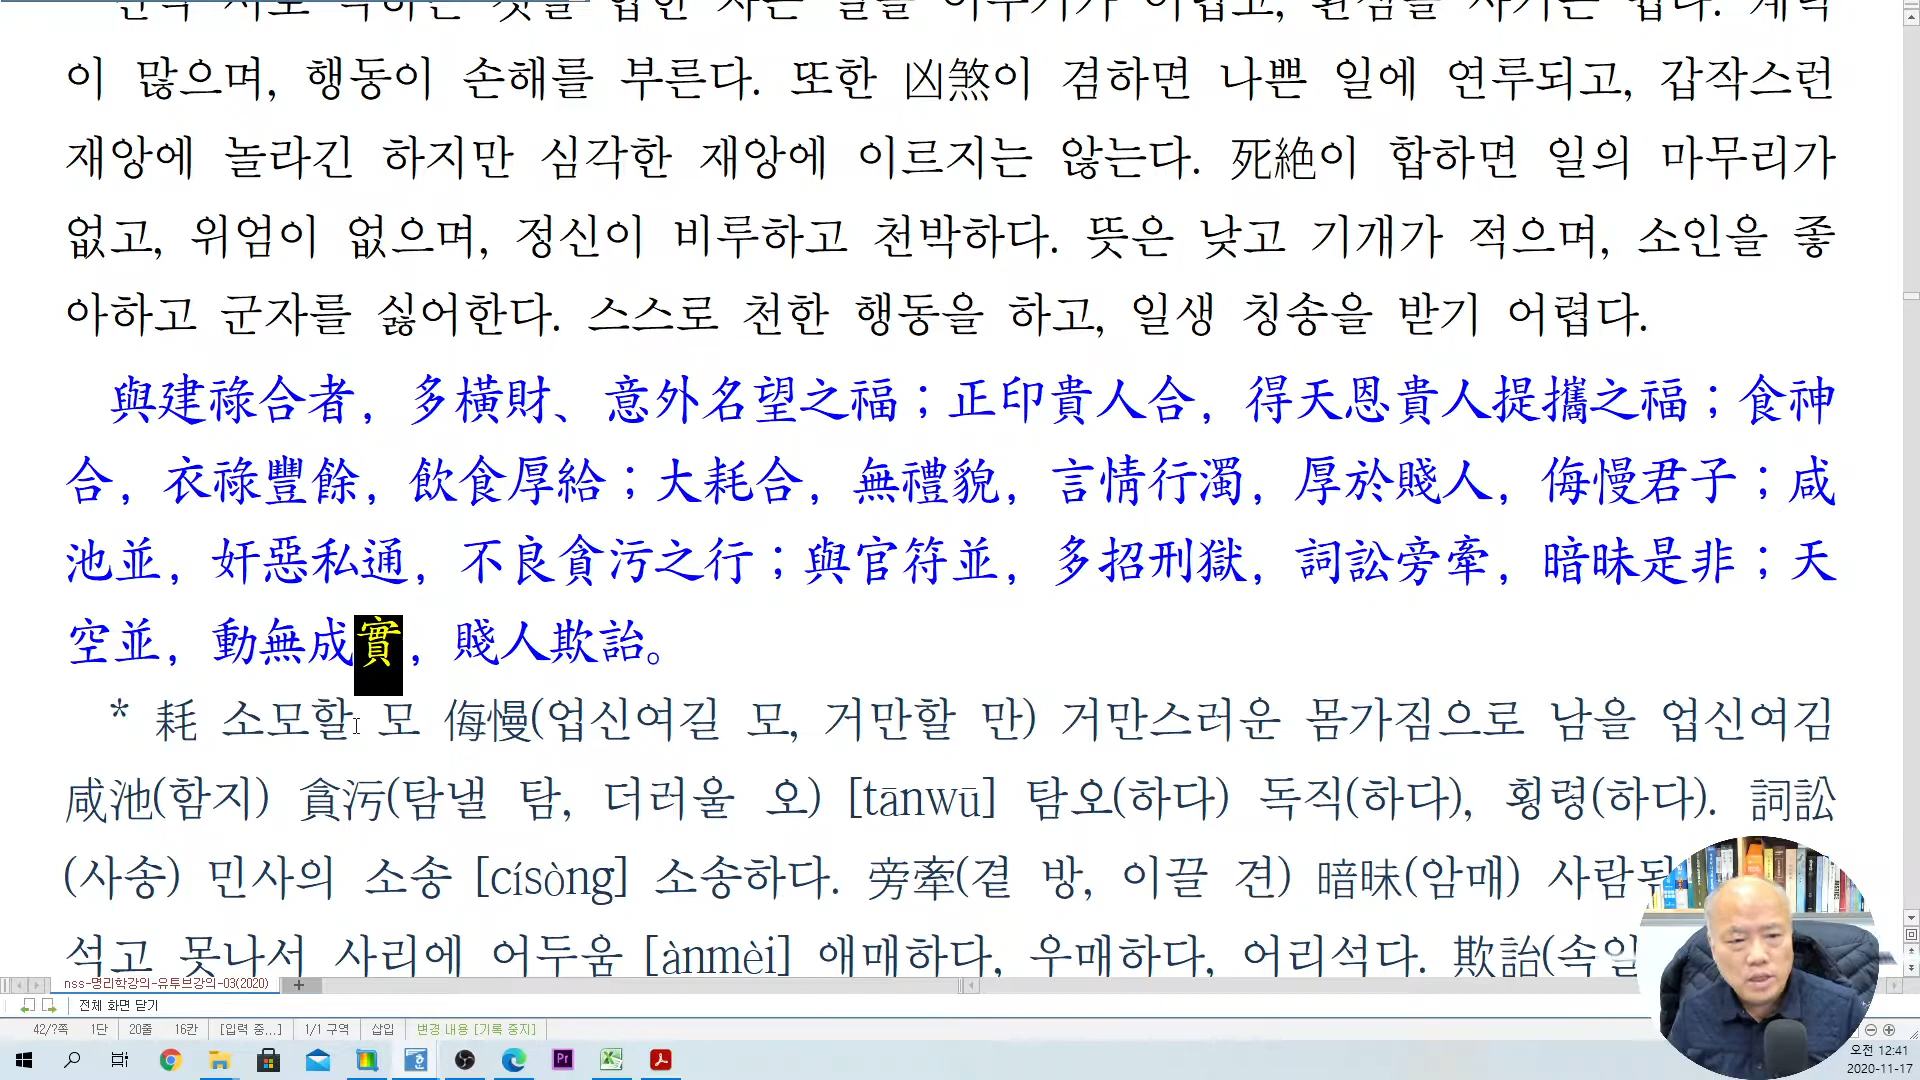 이 많으며, 행동이 손해를 부른다. 또한 凶煞이 겸하면 나쁜 일에 연루되고, 갑작스런
재앙에 놀라긴 하지만 심각한 재앙에 이르지는 않는다. 死絶이 합하면 일의 마무리가
없고, 위엄이 없으며, 정신이 비루하고 천박하다. 뜻은 낮고 기개가 적으며, 소인을 좋
아하고 군자를 싫어한다. 스스로 천한 행동을 하고, 일생 칭송을 받기 어렵다.
與建祿合者，多橫財、意外名望之福；正印貴人合，得天恩貴人提攜之福；食神
合，衣祿豐餘，飲食厚給；大耗合，無禮貌，言情行濁，厚於賤人，侮慢君子；咸
池並，奸惡私通，不良貪污之行；與官符並，多招刑獄，詞訟旁牽，暗昧是非；天
空並，動無成實，賤人欺詒。
* 耗 소모할 모 侮慢(업신여길 모, 거만할 만) 거만스러운 몸가짐으로 남을 업신여김
咸池(함지) 貪污(탐낼 탐, 더러울 오) [tānwū] 탐오(하다) 독직(하다), 횡령(하다). 詞訟
(사송) 민사의 소송 [císòng] 소송하다. 旁牽(곁 방, 이끌 견) 暗昧(암매) 사람됨
석고 못나서 사리에 어두움 [ànmèi] 애매하다, 우매하다, 어리석다. 欺詒(속일
nss-명리학강의-유투브강의-03(2020)
전체 화면 닫기
42/?쪽 1단 20줄 16칸 [입력 중...] 1/1 구역 삽입 변경 내용 [기록 중지]
오전 12:41
2020-11-17